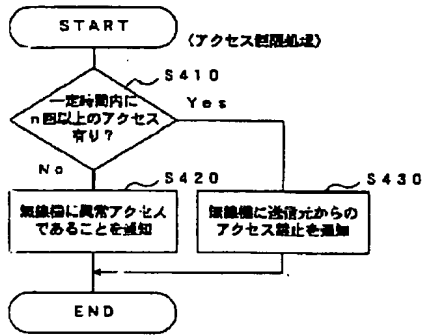 START
(アクセス制限処理)
S410
一定時間内に
n回以上のアクセス
有り?
Yes
No
S420
S430
無線機に異常アクセス
であることを通知
無線機に送信元からの
アクセス禁止を通知
END